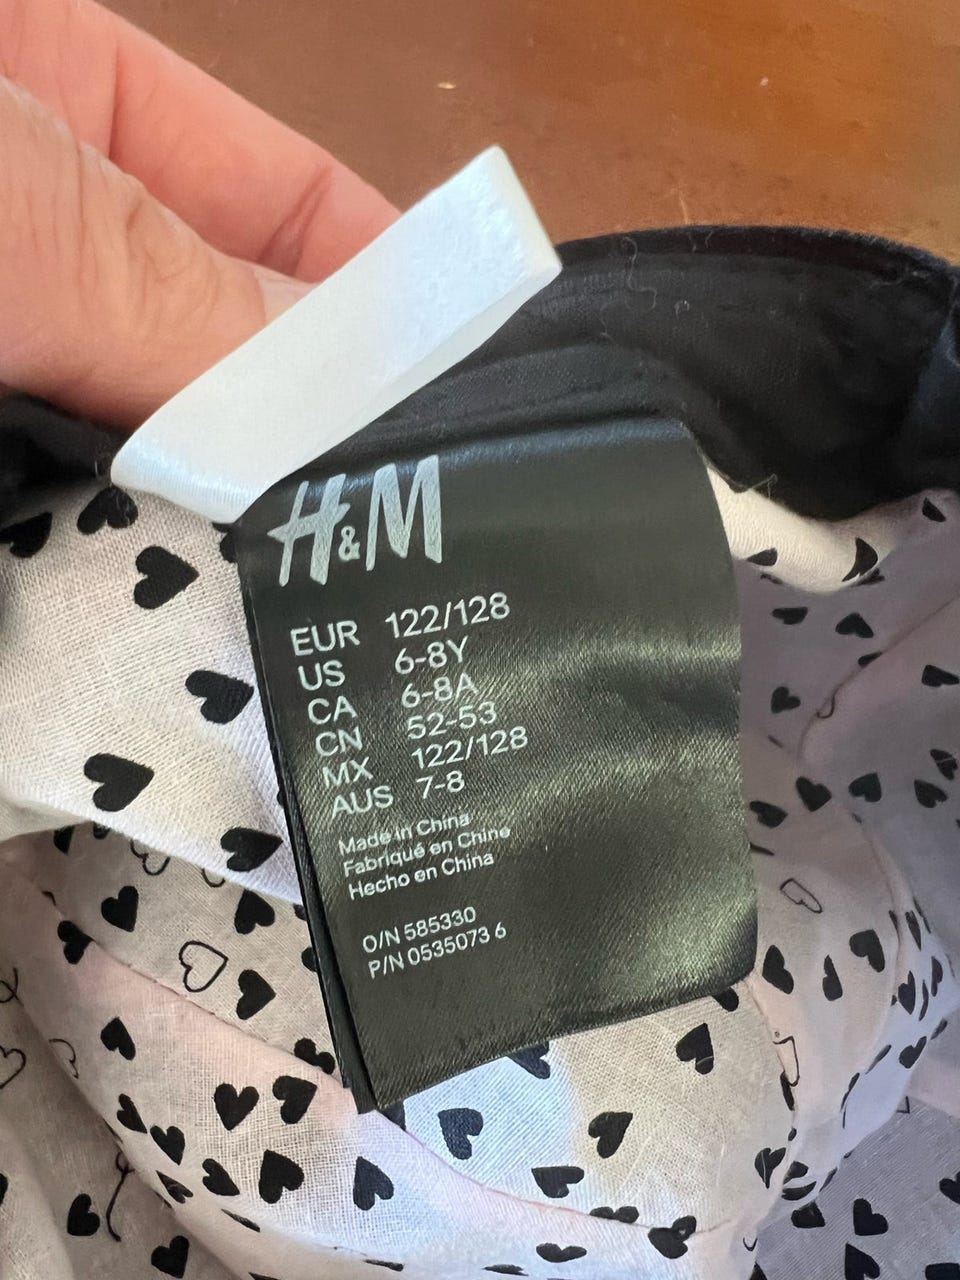 H&M
EUR 122/128
US 6-8Y
CA 6-8A
CN 52-53
MX 122/128
AUS 7-8
Made in China
Fabriqué en Chine
Hecho en China
O/N 585330
P/N 0535073 6